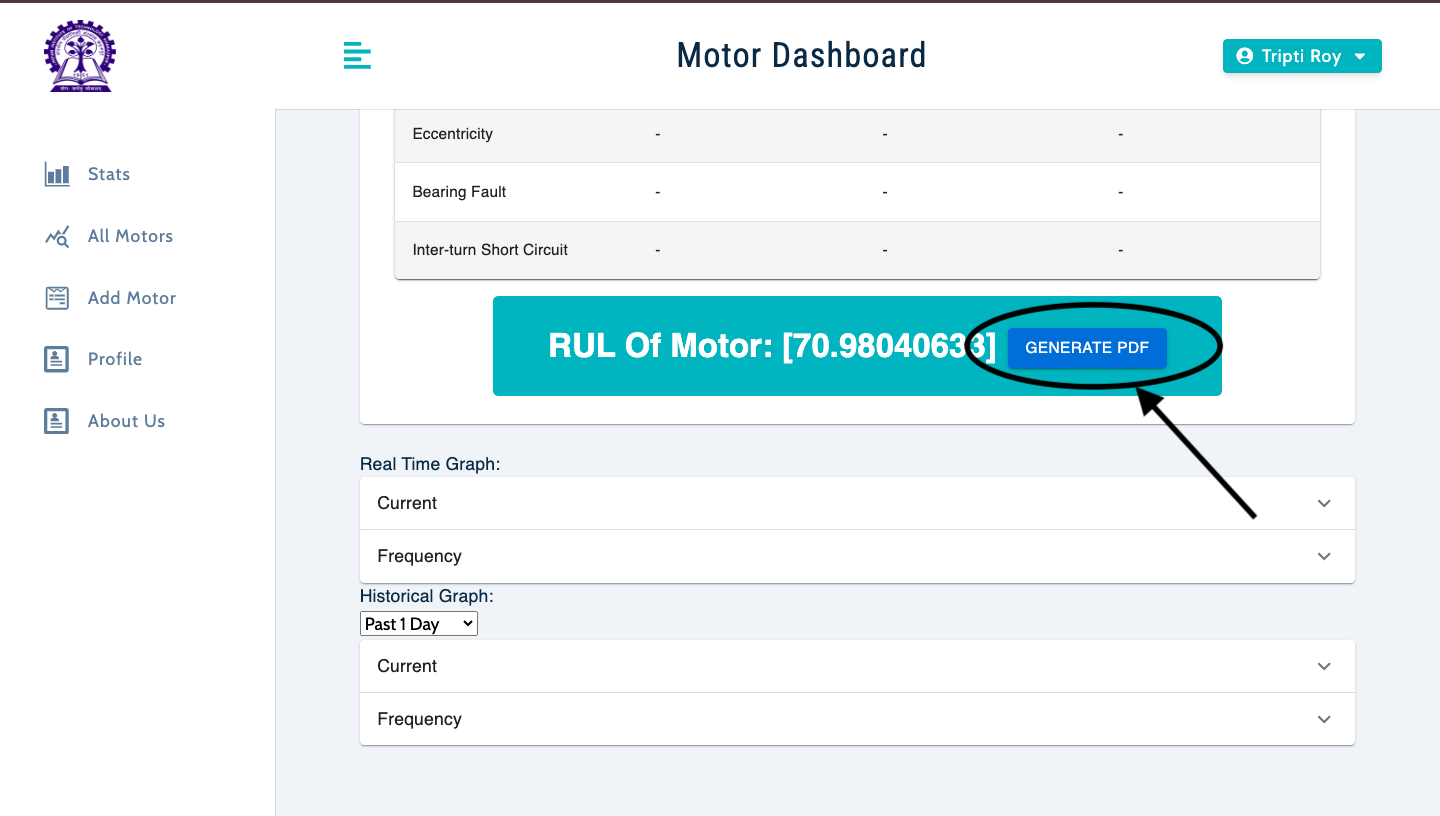 Motor Dashboard
Tripti Roy
Stats
All Motors
Add Motor
Profile
About Us
Eccentricity - - -
Bearing Fault - - -
Inter-turn Short Circuit - - -
RUL Of Motor: [70.98040633] GENERATE PDF
Real Time Graph:
Current
Frequency
Historical Graph:
Past 1 Day
Current
Frequency